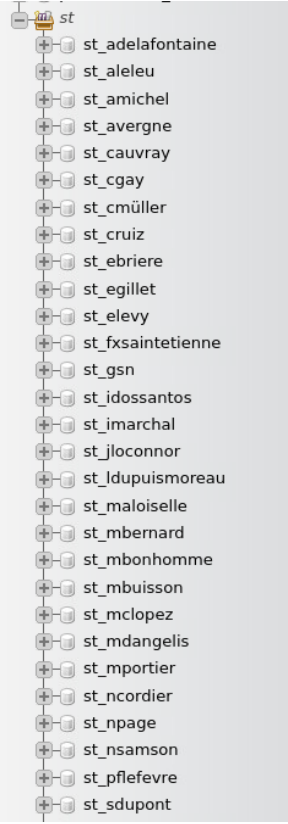 st
st_adelafontaine
st_aleleu
st_amichel
st_avergne
st_cauvray
st_cgay
st_cmüller
st_cruiz
st_ebriere
st_egillet
st_elevy
st_fxsaintetienne
st_gsn
st_idossantos
st_imarchal
st_jloconnor
st_ldupuismoreau
st_maloiselle
st_mbernard
st_mbonhomme
st_mbuisson
st_mclopez
st_mdangelis
st_mportier
st_ncordier
st_npage
st_nsamson
st_pflefevre
st_sdupont